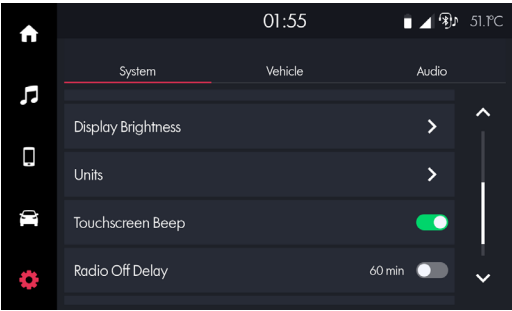 01:55
51.1°C
System
Vehicle
Audio
Display Brightness
Units
Touchscreen Beep
Radio Off Delay
60 min